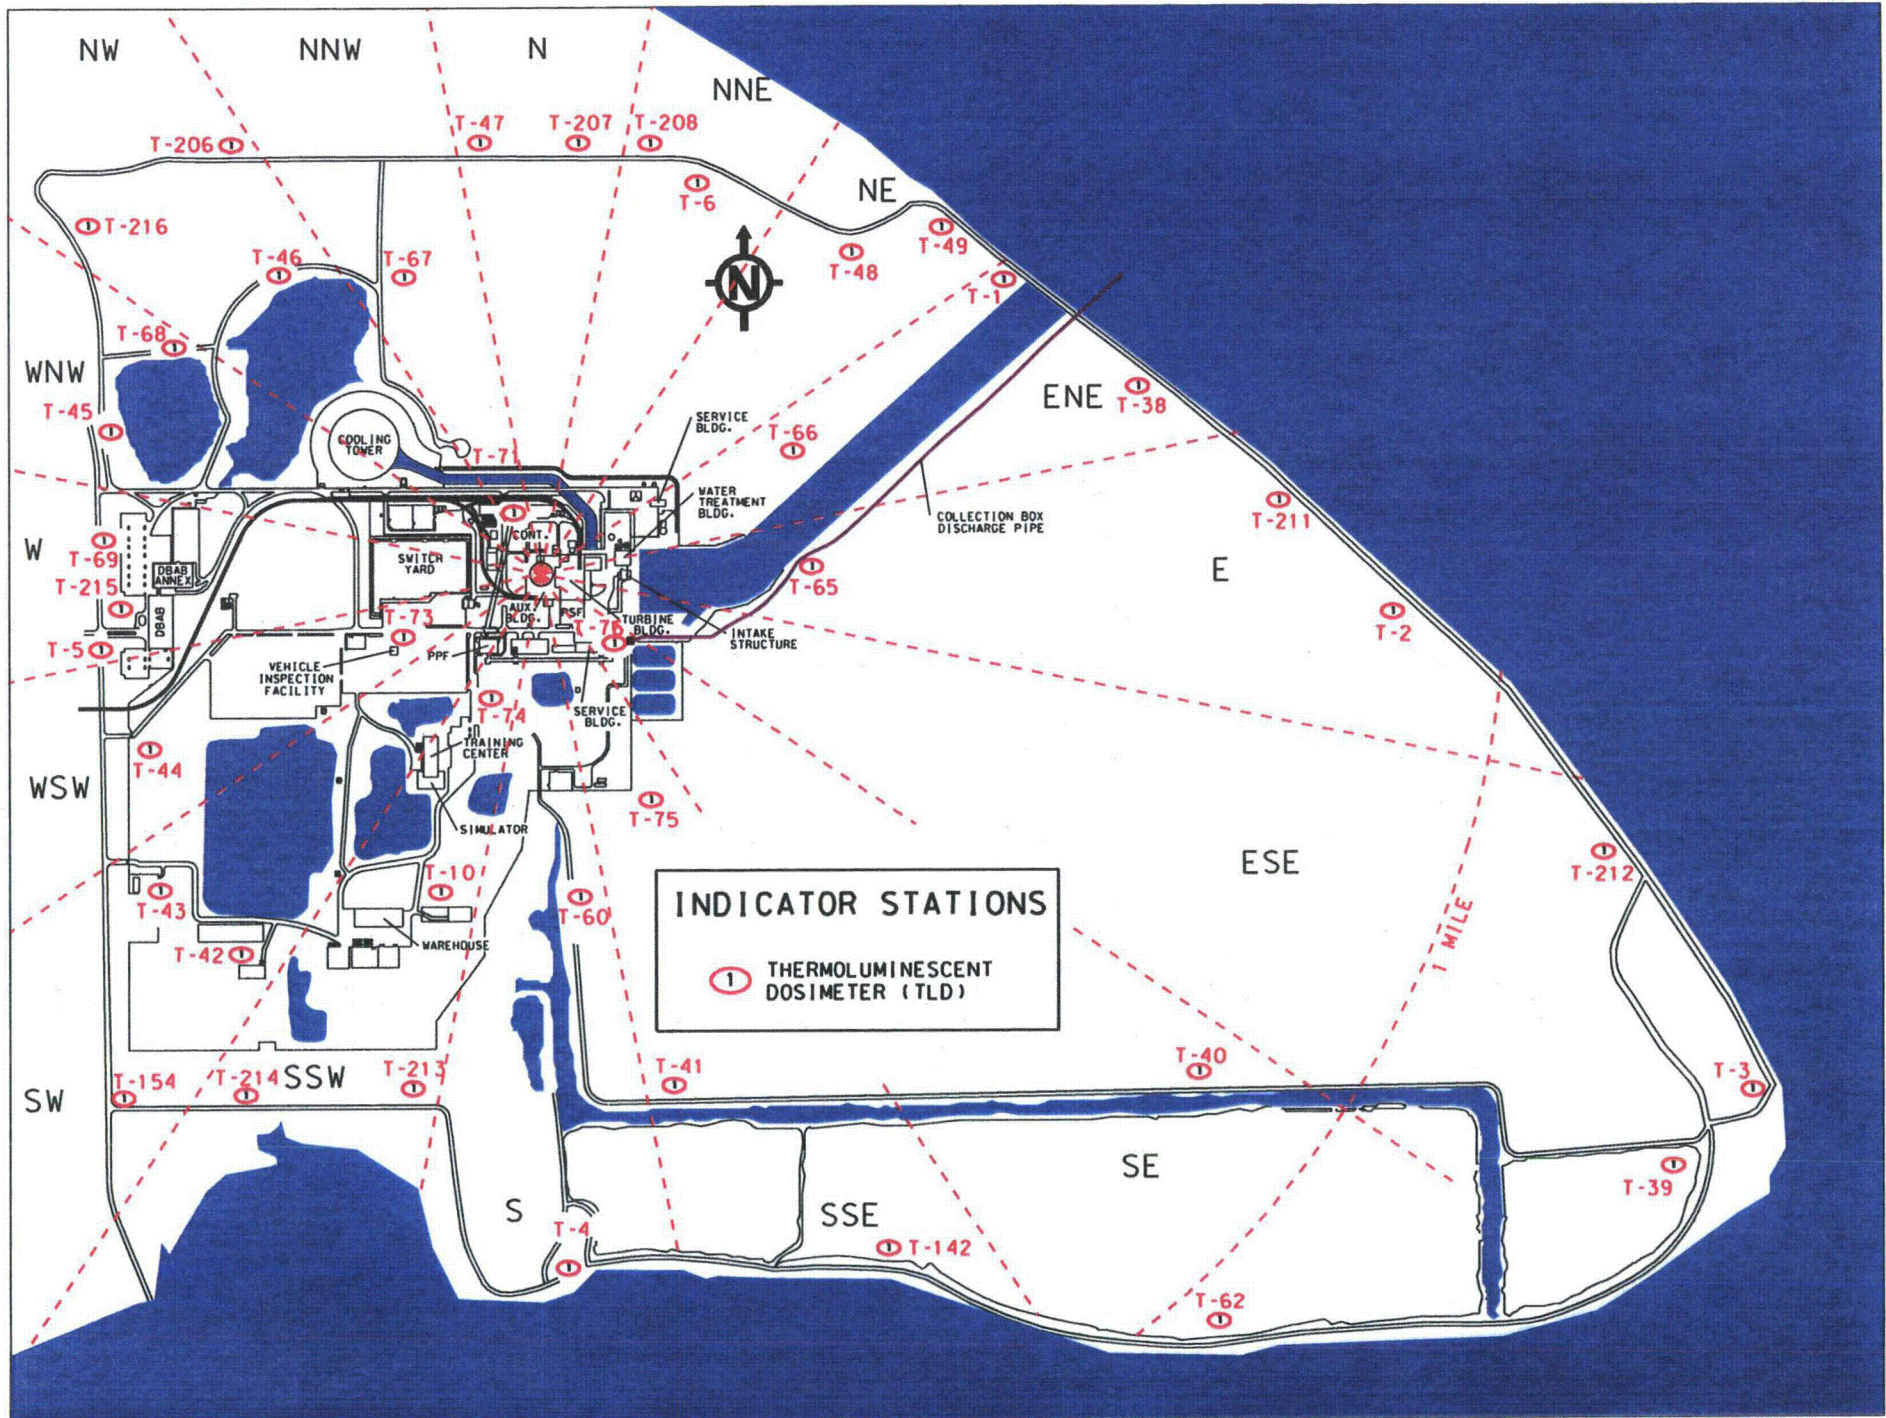 NW
NNW
N
NNE
T-47
T-207
T-208
T-206
NE
T-6
T-216
T-49
T-46
T-67
T-48
N
T-1
T-68
WNW
ENE
T-38
T-45
SERVICE
BLDG.
COOLING
TOWER
T-66
T-71
WATER
TREATMENT
BLDG.
T-211
COLLECTION BOX
DISCHARGE PIPE
CONT.
W
T-69
SWITCH
YARD
T-65
E
DBAB
ANNEX
T-215
AUX.
BLDG.
PSF
T-2
DBAB
T-73
T-76
TURBINE
BLDG.
INTAKE
STRUCTURE
T-5
PPF
VEHICLE
INSPECTION
FACILITY
T-74
SERVICE
BLDG.
TRAINING
CENTER
T-44
WSW
T-75
SIMULATOR
ESE
T-212
T-10
T-43
T-60
INDICATOR STATIONS
1 MILE
WAREHOUSE
T-42
1 THERMOLUMINESCENT
DOSIMETER (TLD)
T-40
T-41
T-213
SSW
T-214
T-154
T-3
SW
SE
T-39
S
SSE
T-4
T-142
T-62